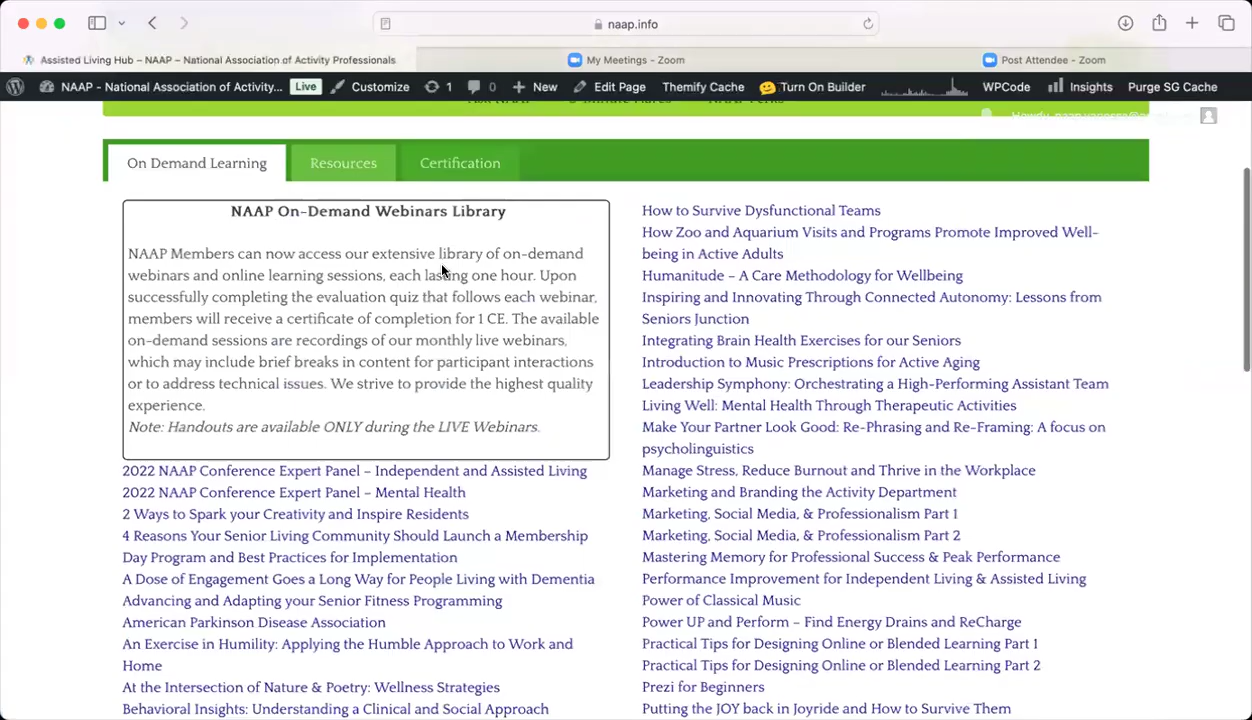 naap.info
Assisted Living Hub – NAAP – National Association of Activity Professionals
My Meetings – Zoom
Post Attendee – Zoom
NAAP - National Association of Activity... Live Customize 1 0 New Edit Page Themify Cache Turn On Builder WPCode Insights Purge SG Cache
On Demand Learning
Resources
Certification
NAAP On-Demand Webinars Library
NAAP Members can now access our extensive library of on-demand
webinars and online learning sessions, each lasting one hour. Upon
successfully completing the evaluation quiz that follows each webinar,
members will receive a certificate of completion for 1 CE. The available
on-demand sessions are recordings of our monthly live webinars,
which may include brief breaks in content for participant interactions
or to address technical issues. We strive to provide the highest quality
experience.
Note: Handouts are available ONLY during the LIVE Webinars.
2022 NAAP Conference Expert Panel – Independent and Assisted Living
2022 NAAP Conference Expert Panel – Mental Health
2 Ways to Spark your Creativity and Inspire Residents
4 Reasons Your Senior Living Community Should Launch a Membership
Day Program and Best Practices for Implementation
A Dose of Engagement Goes a Long Way for People Living with Dementia
Advancing and Adapting your Senior Fitness Programming
American Parkinson Disease Association
An Exercise in Humility: Applying the Humble Approach to Work and
Home
At the Intersection of Nature & Poetry: Wellness Strategies
Behavioral Insights: Understanding a Clinical and Social Approach
How to Survive Dysfunctional Teams
How Zoo and Aquarium Visits and Programs Promote Improved Well-
being in Active Adults
Humanitude – A Care Methodology for Wellbeing
Inspiring and Innovating Through Connected Autonomy: Lessons from
Seniors Junction
Integrating Brain Health Exercises for our Seniors
Introduction to Music Prescriptions for Active Aging
Leadership Symphony: Orchestrating a High-Performing Assistant Team
Living Well: Mental Health Through Therapeutic Activities
Make Your Partner Look Good: Re-Phrasing and Re-Framing: A focus on
psycholinguistics
Manage Stress, Reduce Burnout and Thrive in the Workplace
Marketing and Branding the Activity Department
Marketing, Social Media, & Professionalism Part 1
Marketing, Social Media, & Professionalism Part 2
Mastering Memory for Professional Success & Peak Performance
Performance Improvement for Independent Living & Assisted Living
Power of Classical Music
Power UP and Perform – Find Energy Drains and ReCharge
Practical Tips for Designing Online or Blended Learning Part 1
Practical Tips for Designing Online or Blended Learning Part 2
Prezi for Beginners
Putting the JOY back in Joyride and How to Survive Them